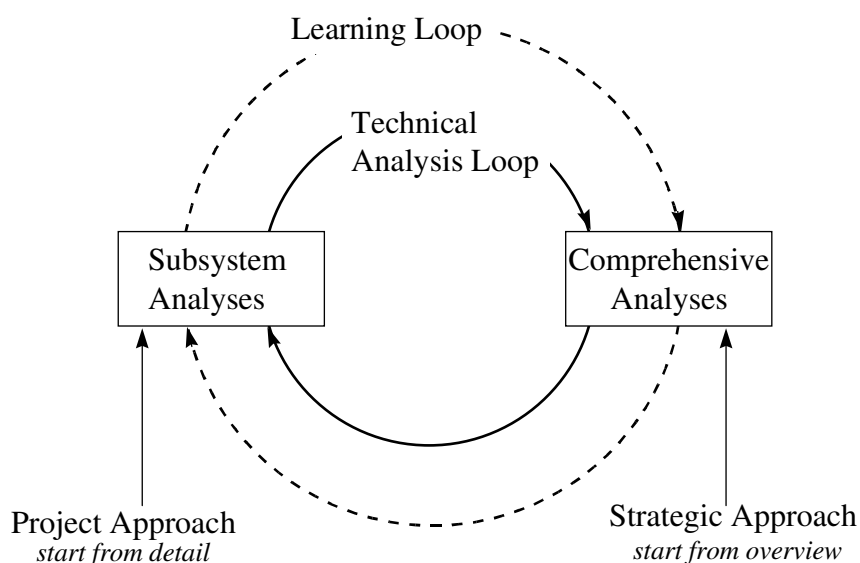 Learning Loop
Technical
Analysis Loop
Subsystem
Analyses
Comprehensive
Analyses
Project Approach
start from detail
Strategic Approach
start from overview